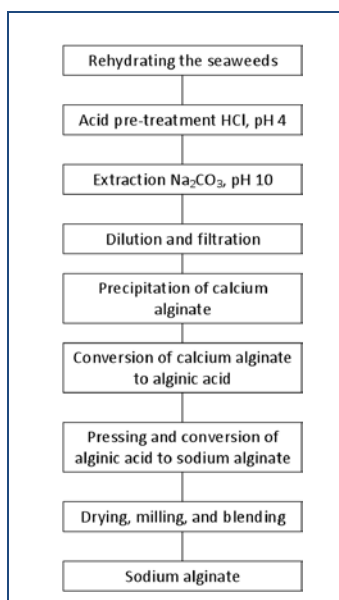 Rehydrating the seaweeds
Acid pre-treatment HCl, pH 4
Extraction Na₂CO₃, pH 10
Dilution and filtration
Precipitation of calcium
alginate
Conversion of calcium alginate
to alginic acid
Pressing and conversion of
alginic acid to sodium alginate
Drying, milling, and blending
Sodium alginate